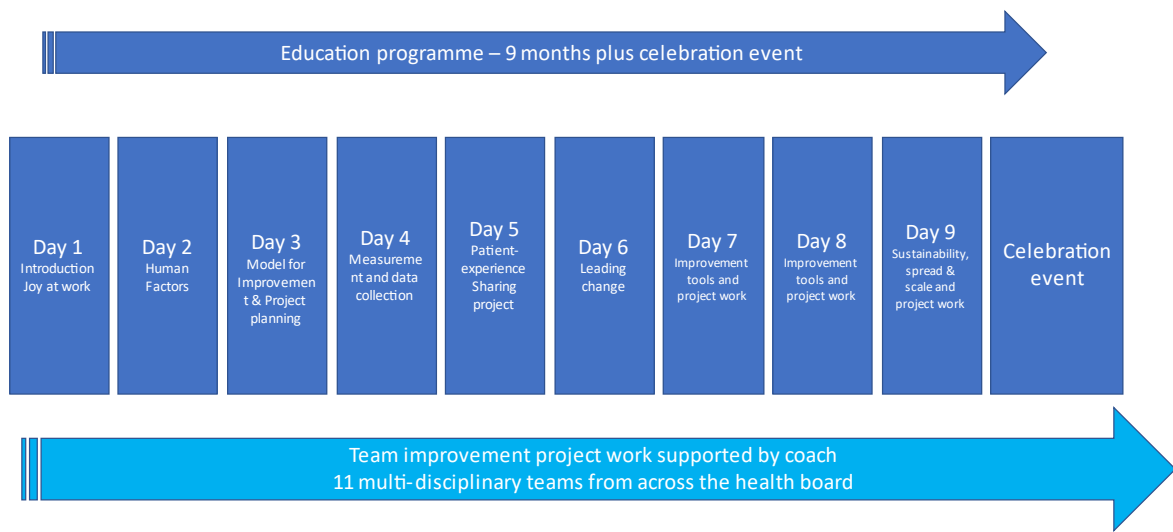 Education programme – 9 months plus celebration event
Day 1
Introduction
Joy at work
Day 2
Human
Factors
Day 3
Model for
Improvemen
t & Project
planning
Day 4
Measureme
nt and data
collection
Day 5
Patient-
experience
Sharing
project
Day 6
Leading
change
Day 7
Improvement
tools and
project work
Day 8
Improvement
tools and
project work
Day 9
Sustainability,
spread &
scale and
project work
Celebration
event
Team improvement project work supported by coach
11 multi-disciplinary teams from across the health board